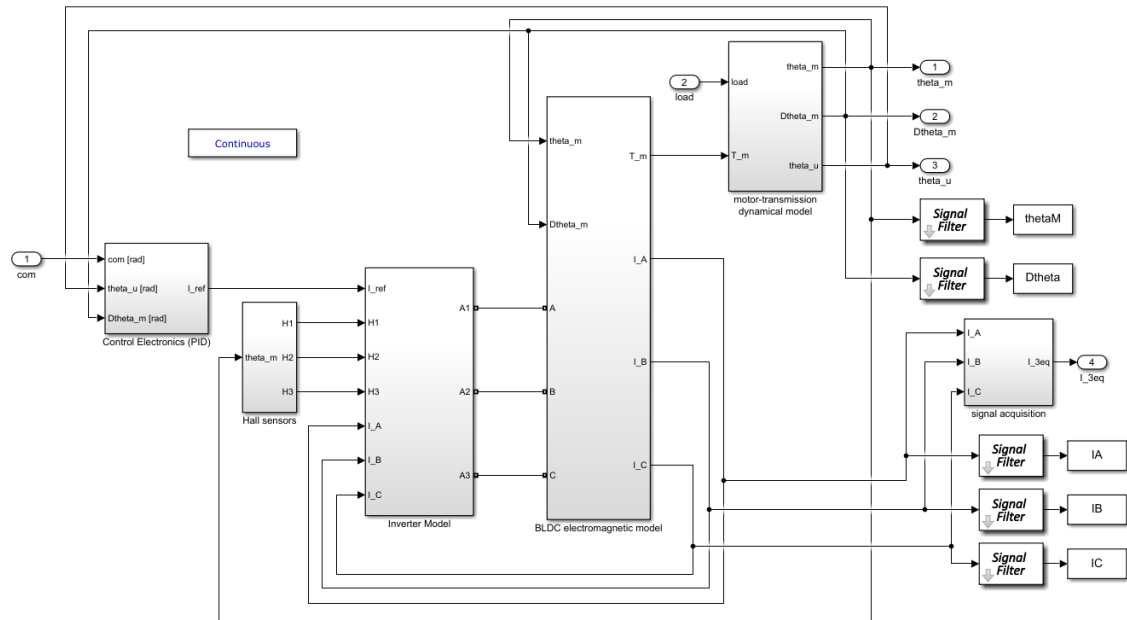 Continuous
1
com
com [rad]
theta_u [rad]
Dtheta_m [rad]
I_ref
Control Electronics (PID)
theta_m
H1
H2
H3
Hall sensors
I_ref
H1
H2
H3
I_A
I_B
I_C
A1
A2
A3
Inverter Model
theta_m
Dtheta_m
A
B
C
T_m
I_A
I_B
I_C
BLDC electromagnetic model
2
load
load
T_m
theta_m
Dtheta_m
theta_u
motor-transmission
dynamical model
1
theta_m
2
Dtheta_m
3
theta_u
Signal
Filter
thetaM
Signal
Filter
Dtheta
I_A
I_B
I_C
I_3eq
signal acquisition
4
I_3eq
Signal
Filter
IA
Signal
Filter
IB
Signal
Filter
IC